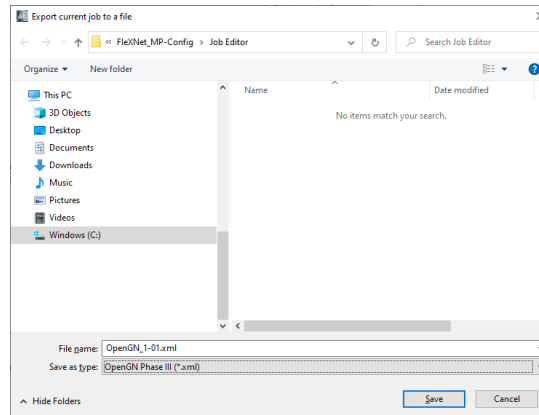 Export current job to a file
« FleXNet_MP-Config › Job Editor
Search Job Editor
Organize
New folder
This PC
3D Objects
Desktop
Documents
Downloads
Music
Pictures
Videos
Windows (C:)
Name
Date modified
No items match your search.
File name: OpenGN_1-01.xml
Save as type: OpenGN Phase III (*.xml)
Hide Folders
Save
Cancel